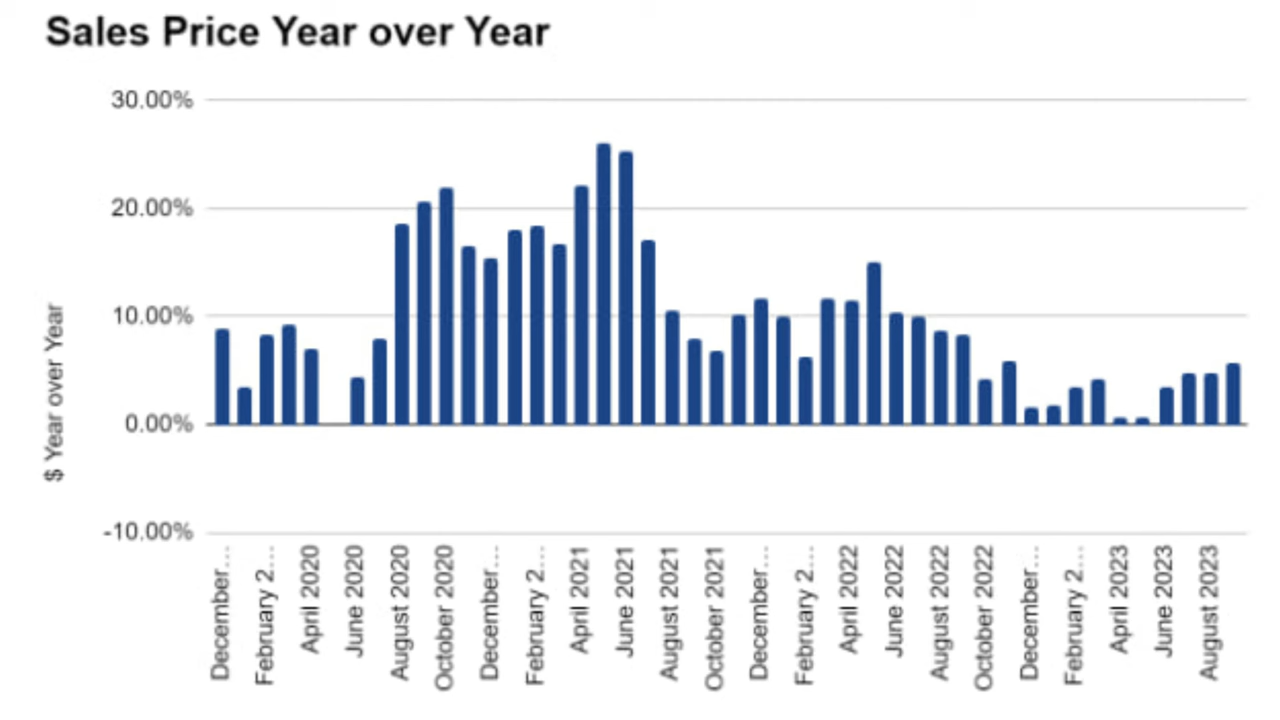 Sales Price Year over Year
30.00%
20.00%
10.00%
0.00%
-10.00%
$ Year over Year
December...
February 2...
April 2020
June 2020
August 2020
October 2020
December...
February 2...
April 2021
June 2021
August 2021
October 2021
December...
February 2...
April 2022
June 2022
August 2022
October 2022
December...
February 2...
April 2023
June 2023
August 2023